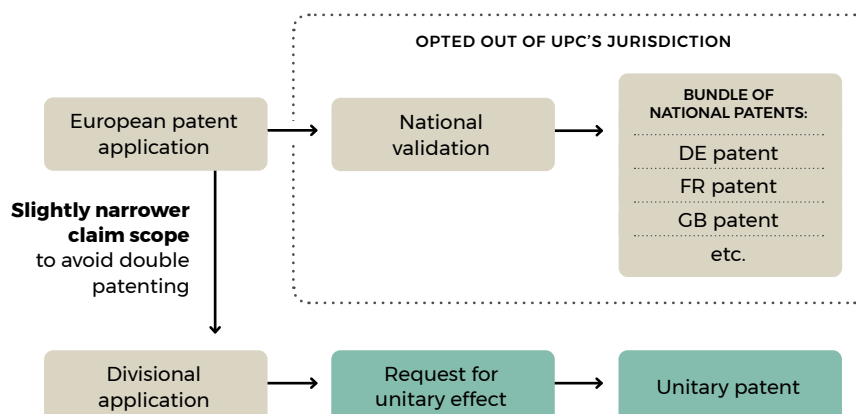 OPTED OUT OF UPC'S JURISDICTION
European patent
application
National
validation
BUNDLE OF
NATIONAL PATENTS:
DE patent
FR patent
GB patent
etc.
Slightly narrower
claim scope
to avoid double
patenting
Divisional
application
Request for
unitary effect
Unitary patent